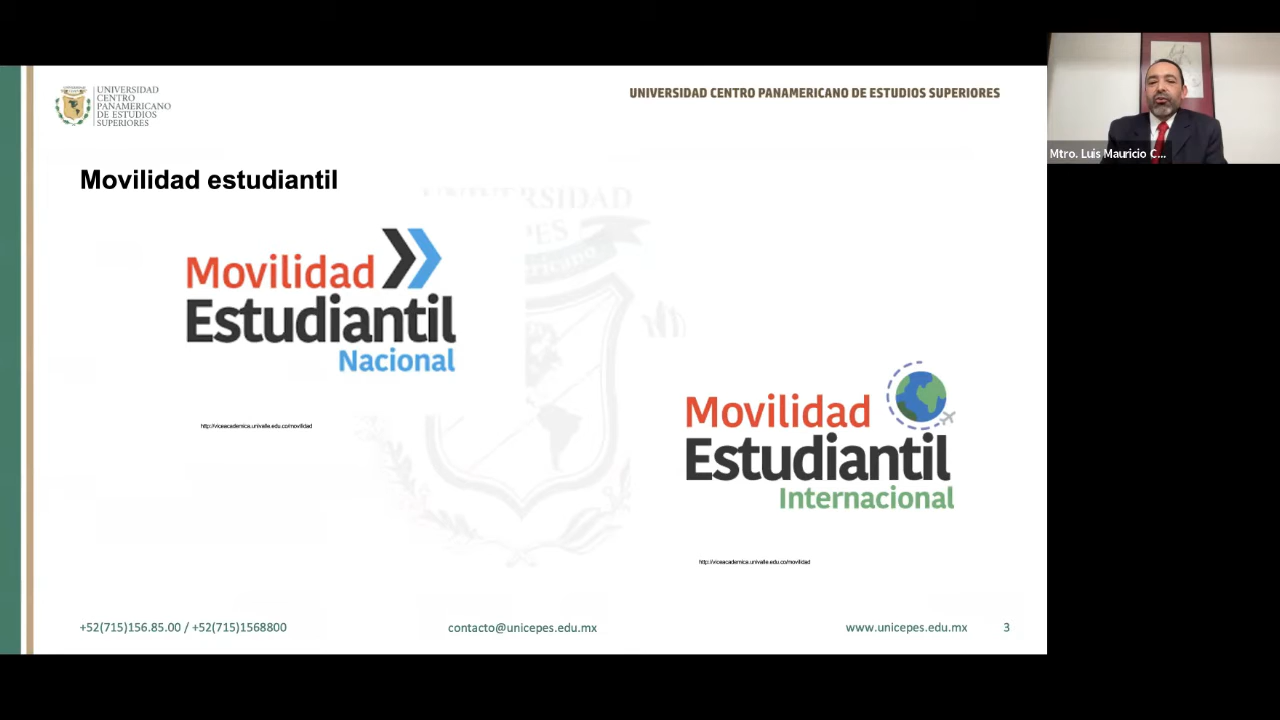 UNIVERSIDAD
CENTRO
PANAMERICANO
DE ESTUDIOS
SUPERIORES
UNIVERSIDAD CENTRO PANAMERICANO DE ESTUDIOS SUPERIORES
Mtro. Luis Mauricio C...
Movilidad estudiantil
Movilidad
Estudiantil
Nacional
http://viceacademica.univalle.edu.co/movilidad
Movilidad
Estudiantil
Internacional
http://viceacademica.univalle.edu.co/movilidad
+52(715)156.85.00 / +52(715)1568800
contacto@unicepes.edu.mx
www.unicepes.edu.mx
3